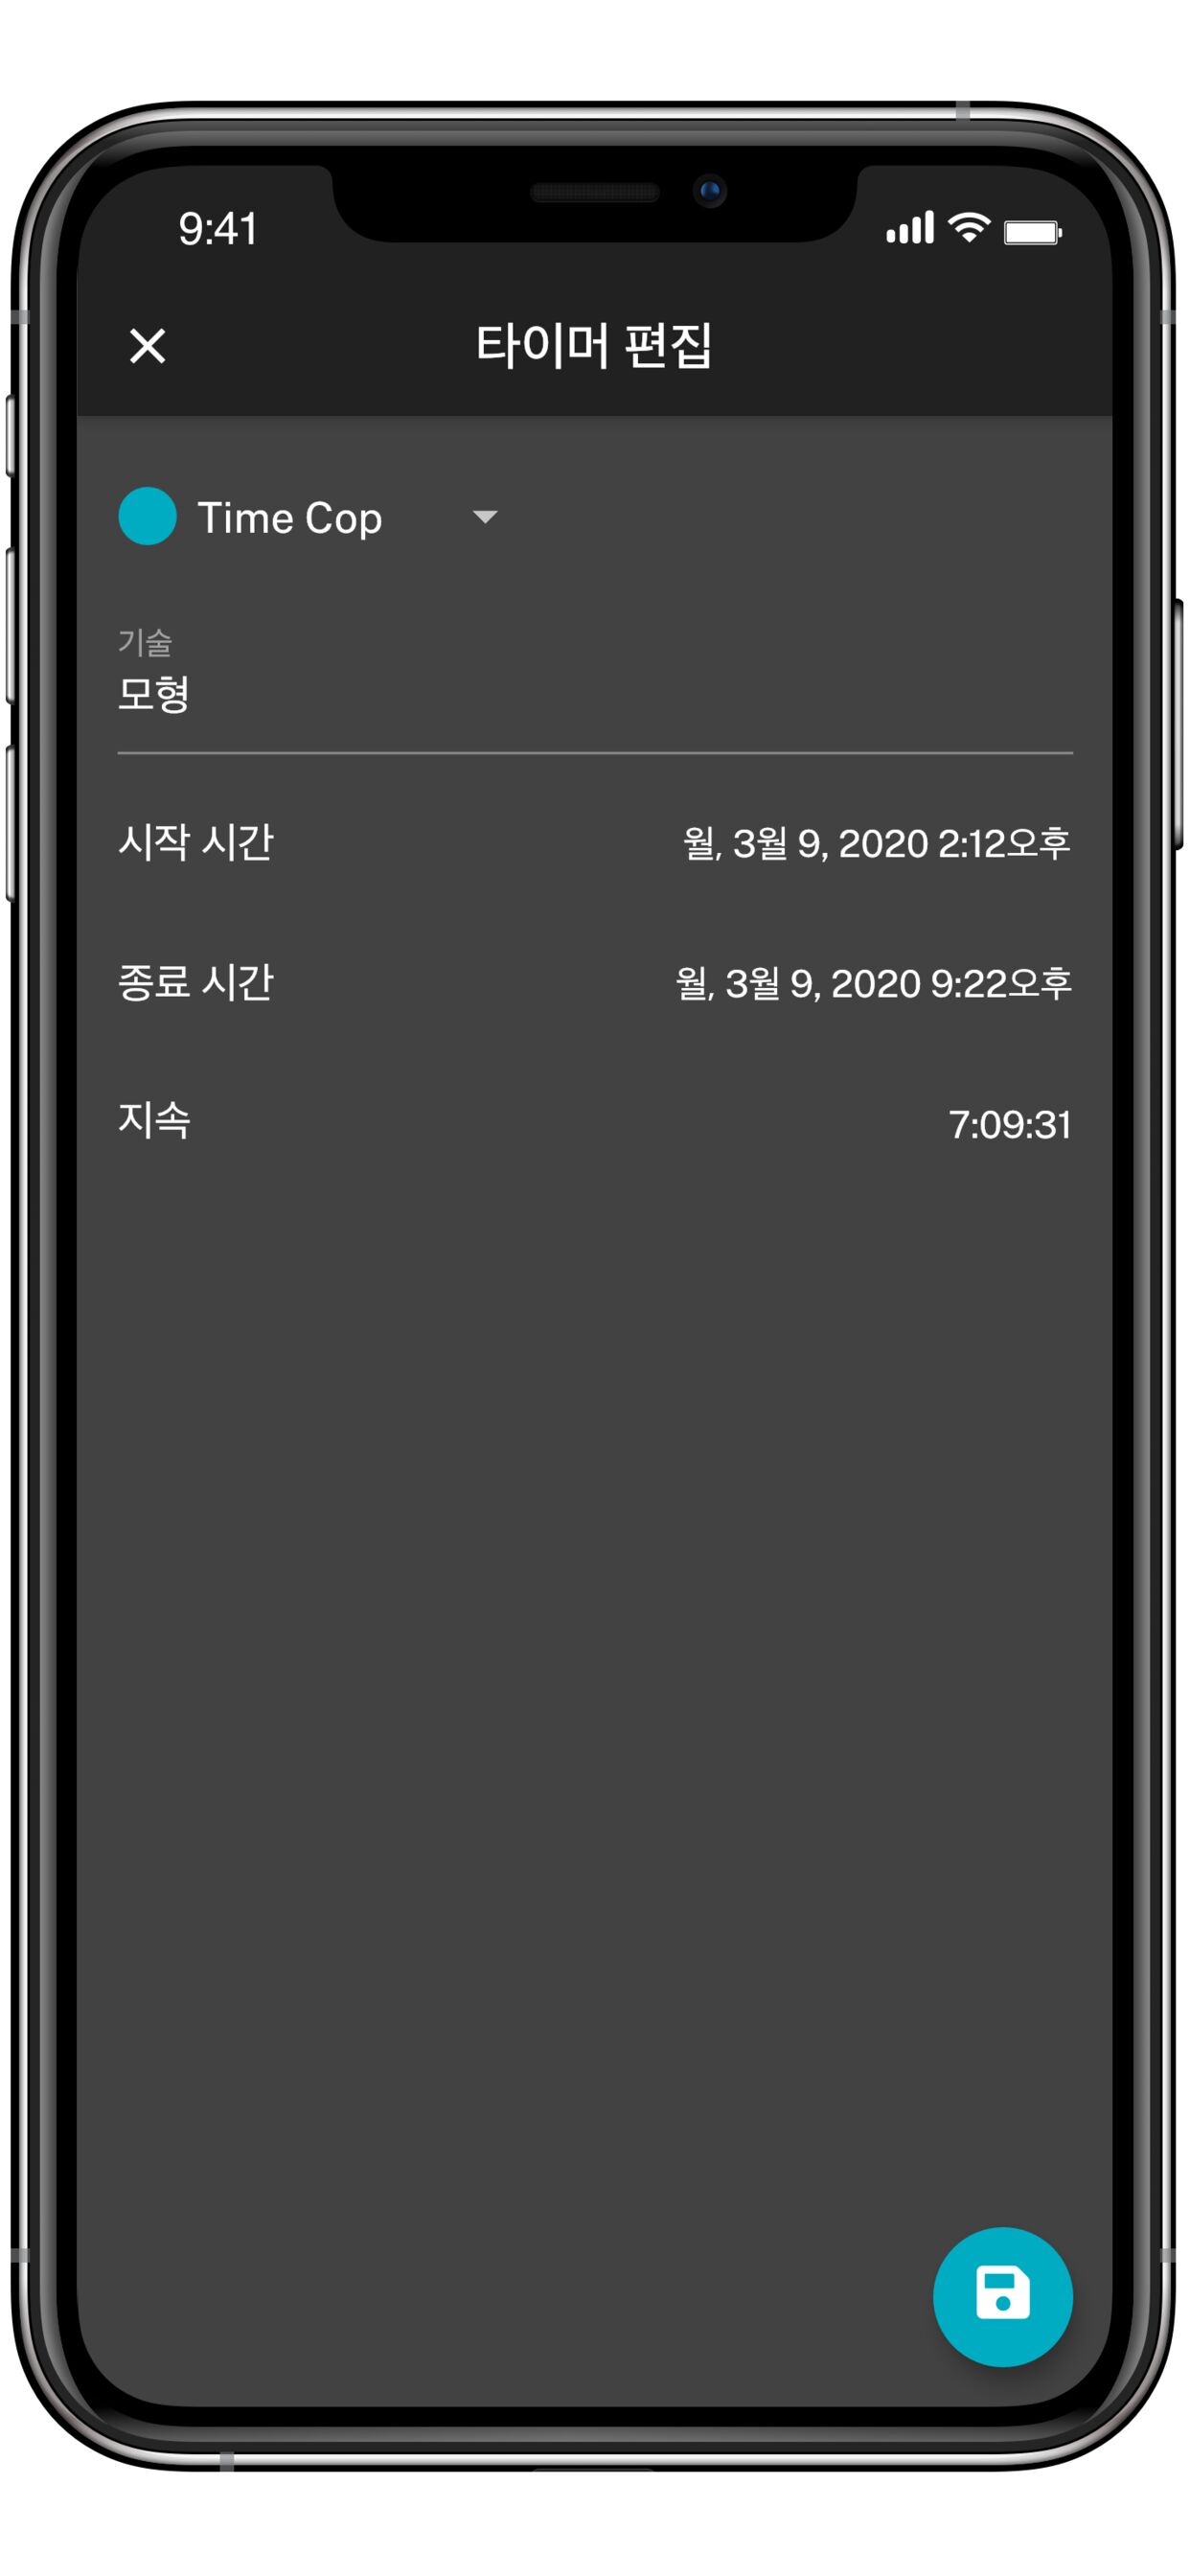 9:41
타이머 편집
Time Cop
기술
모형
시작 시간 월, 3월 9, 2020 2:12오후
종료 시간 월, 3월 9, 2020 9:22오후
지속 7:09:31